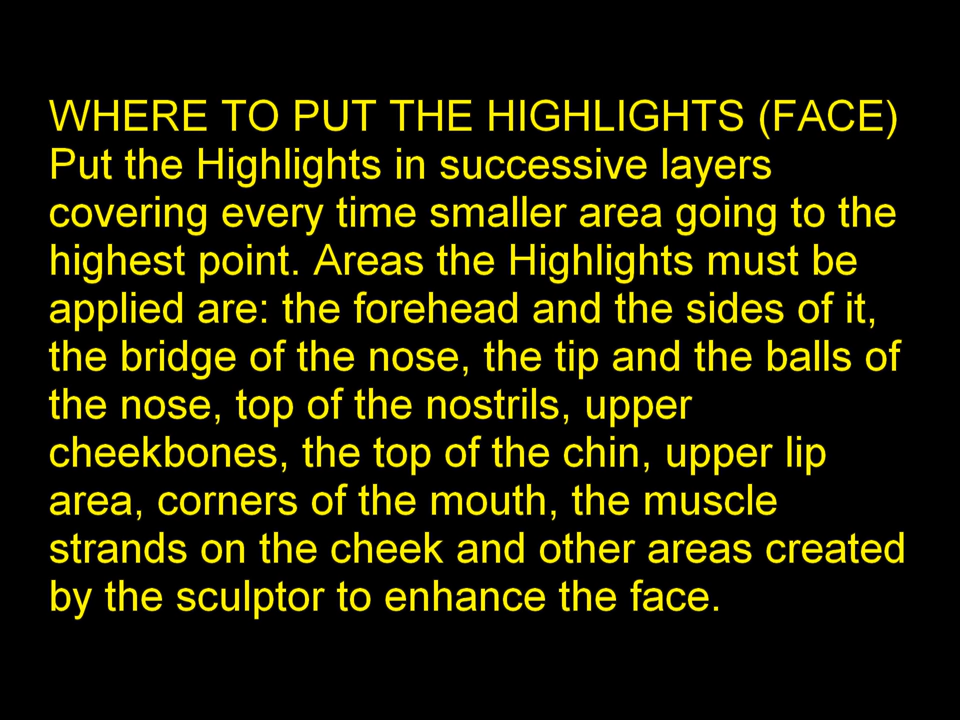 WHERE TO PUT THE HIGHLIGHTS (FACE)
Put the Highlights in successive layers
covering every time smaller area going to the
highest point. Areas the Highlights must be
applied are: the forehead and the sides of it,
the bridge of the nose, the tip and the balls of
the nose, top of the nostrils, upper
cheekbones, the top of the chin, upper lip
area, corners of the mouth, the muscle
strands on the cheek and other areas created
by the sculptor to enhance the face.